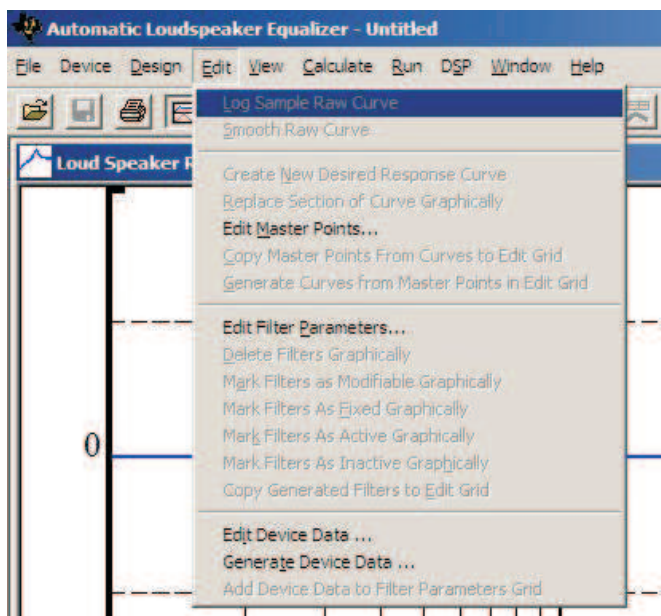 Automatic Loudspeaker Equalizer - Untitled
File Device Design Edit View Calculate Run DSP Window Help
Log Sample Raw Curve
Smooth Raw Curve
Loud Speaker R
Create New Desired Response Curve
Replace Section of Curve Graphically
Edit Master Points...
Copy Master Points From Curves to Edit Grid
Generate Curves from Master Points in Edit Grid
Edit Filter Parameters...
Delete Filters Graphically
Mark Filters as Modifiable Graphically
Mark Filters As Fixed Graphically
Mark Filters As Active Graphically
0
Mark Filters As Inactive Graphically
Copy Generated Filters to Edit Grid
Edit Device Data ...
Generate Device Data ...
Add Device Data to Filter Parameters Grid